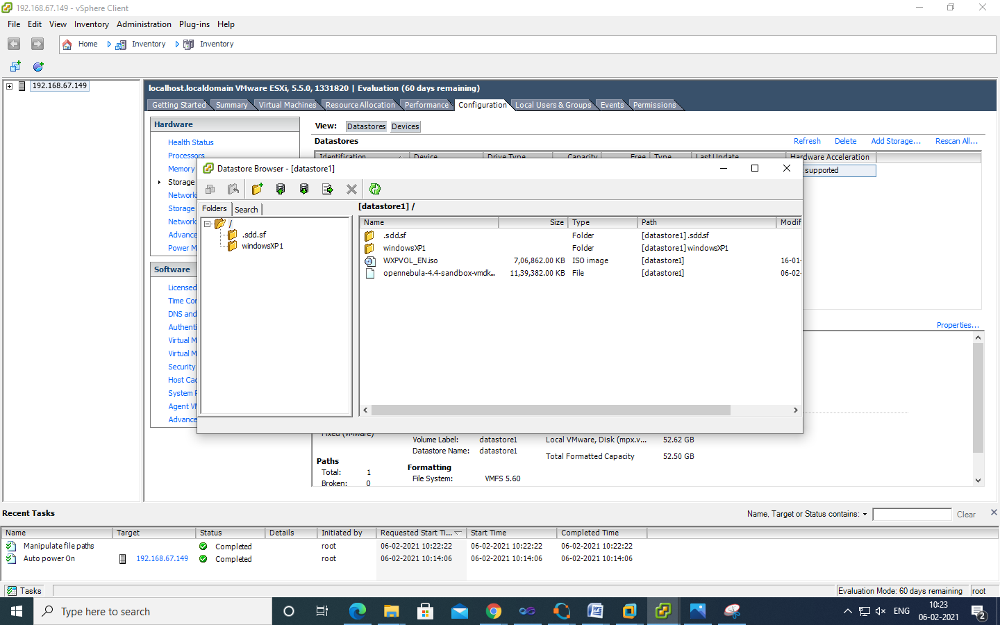 192.168.67.149 - vSphere Client
File Edit View Inventory Administration Plug-ins Help
Home Inventory Inventory
192.168.67.149
localhost.localdomain VMware ESXi, 5.5.0, 1331820 | Evaluation (60 days remaining)
Getting Started Summary Virtual Machines Resource Allocation Performance Configuration Local Users & Groups Events Permissions
Hardware
Health Status
Processors
Memory
Storage
Network
Storage
Network
Advance
Power M
Software
Licensed
Time Con
DNS and
Authenti
Virtual M
Virtual M
Security
Host Cac
System R
Agent VM
Advance
View: Datastores Devices
Datastores
Refresh Delete Add Storage... Rescan All...
Identification Device Drive Type Capacity Free Type Last Update Hardware Acceleration
supported
Datastore Browser - [datastore1]
Folders Search
/
.sdd.sf
windowsXP1
[datastore1] /
Name Size Type Path Modif
.sdd.sf Folder [datastore1] .sdd.sf
windowsXP1 Folder [datastore1] windowsXP1
WXPVOL_EN.iso 7,06,862.00 KB ISO image [datastore1] 16-01-
opennebula-4.4-sandbox-vmdk... 11,39,382.00 KB File [datastore1] 06-02-
Properties...
Fixed (VMware)
Paths
Total: 1
Broken: 0
Volume Label: datastore1
Datastore Name: datastore1
Formatting
File System: VMFS 5.60
Local VMware, Disk (mpx.v... 52.62 GB
Total Formatted Capacity 52.50 GB
Recent Tasks
Name, Target or Status contains: Clear
Name Target Status Details Initiated by Requested Start Ti... Start Time Completed Time
Manipulate file paths Completed root 06-02-2021 10:22:22 06-02-2021 10:22:22 06-02-2021 10:22:22
Auto power On 192.168.67.149 Completed root 06-02-2021 10:14:06 06-02-2021 10:14:06 06-02-2021 10:14:06
Tasks
Evaluation Mode: 60 days remaining root
Type here to search
ENG
10:23
06-02-2021
2